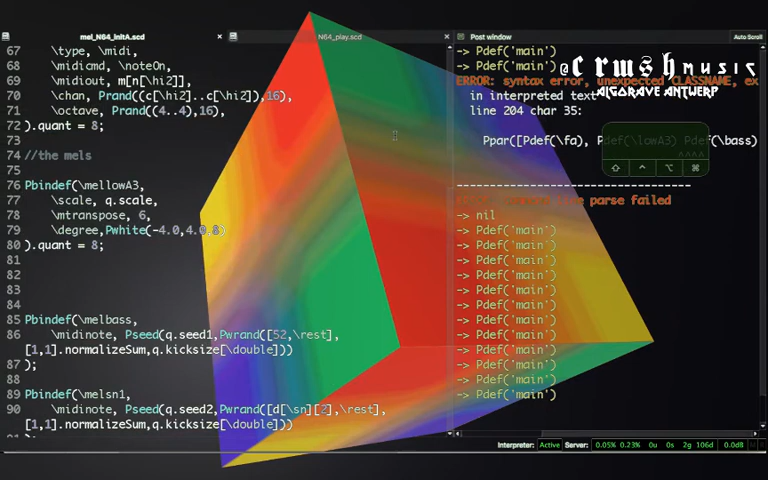 mel_N64_InitA.scd
N64_play.scd
Post window
Auto Scroll
67 \type, \midi,
68 \midicmd, \noteOn,
69 \midiout, m[n[\hi2]],
70 \chan, Prand((c[\hi2]..c[\hi2]),16),
71 \octave, Prand((4..4),16),
72 ).quant = 8;
73
74 //the mels
75
76 Pbindef(\mellowA3,
77 \scale, q.scale,
78 \mtranspose, 6,
79 \degree,Pwhite(-4.0,4.0,8)
80 ).quant = 8;
81
82
83
84
85 Pbindef(\melbass,
86 \midinote, Pseed(q.seed1,Pwrand([52,\rest],
[1,1].normalizeSum,q.kicksize[\double]))
87 );
88
89 Pbindef(\melsn1,
90 \midinote, Pseed(q.seed2,Pwrand([d[\sn][2],\rest],
[1,1].normalizeSum,q.kicksize[\double]))
-> Pdef('main')
-> Pdef('main')
ERROR: syntax error, unexpected CLASSNAME, ex
in interpreted text
line 204 char 35:
Ppar([Pdef(\fa), Pdef(\lowA3) Pdef(\bass)
-----------------------------------
parse failed
-> nil
-> Pdef('main')
-> Pdef('main')
-> Pdef('main')
-> Pdef('main')
-> Pdef('main')
-> Pdef('main')
-> Pdef('main')
-> Pdef('main')
-> Pdef('main')
-> Pdef('main')
-> Pdef('main')
-> Pdef('main')
@crwshmusic
ALGORAVE ANTWERP
^^^^
⇧ ^ ⌥ ⌘
Interpreter: Active Server: 0.05% 0.23% 0u 0s 2g 106d 0.0dB